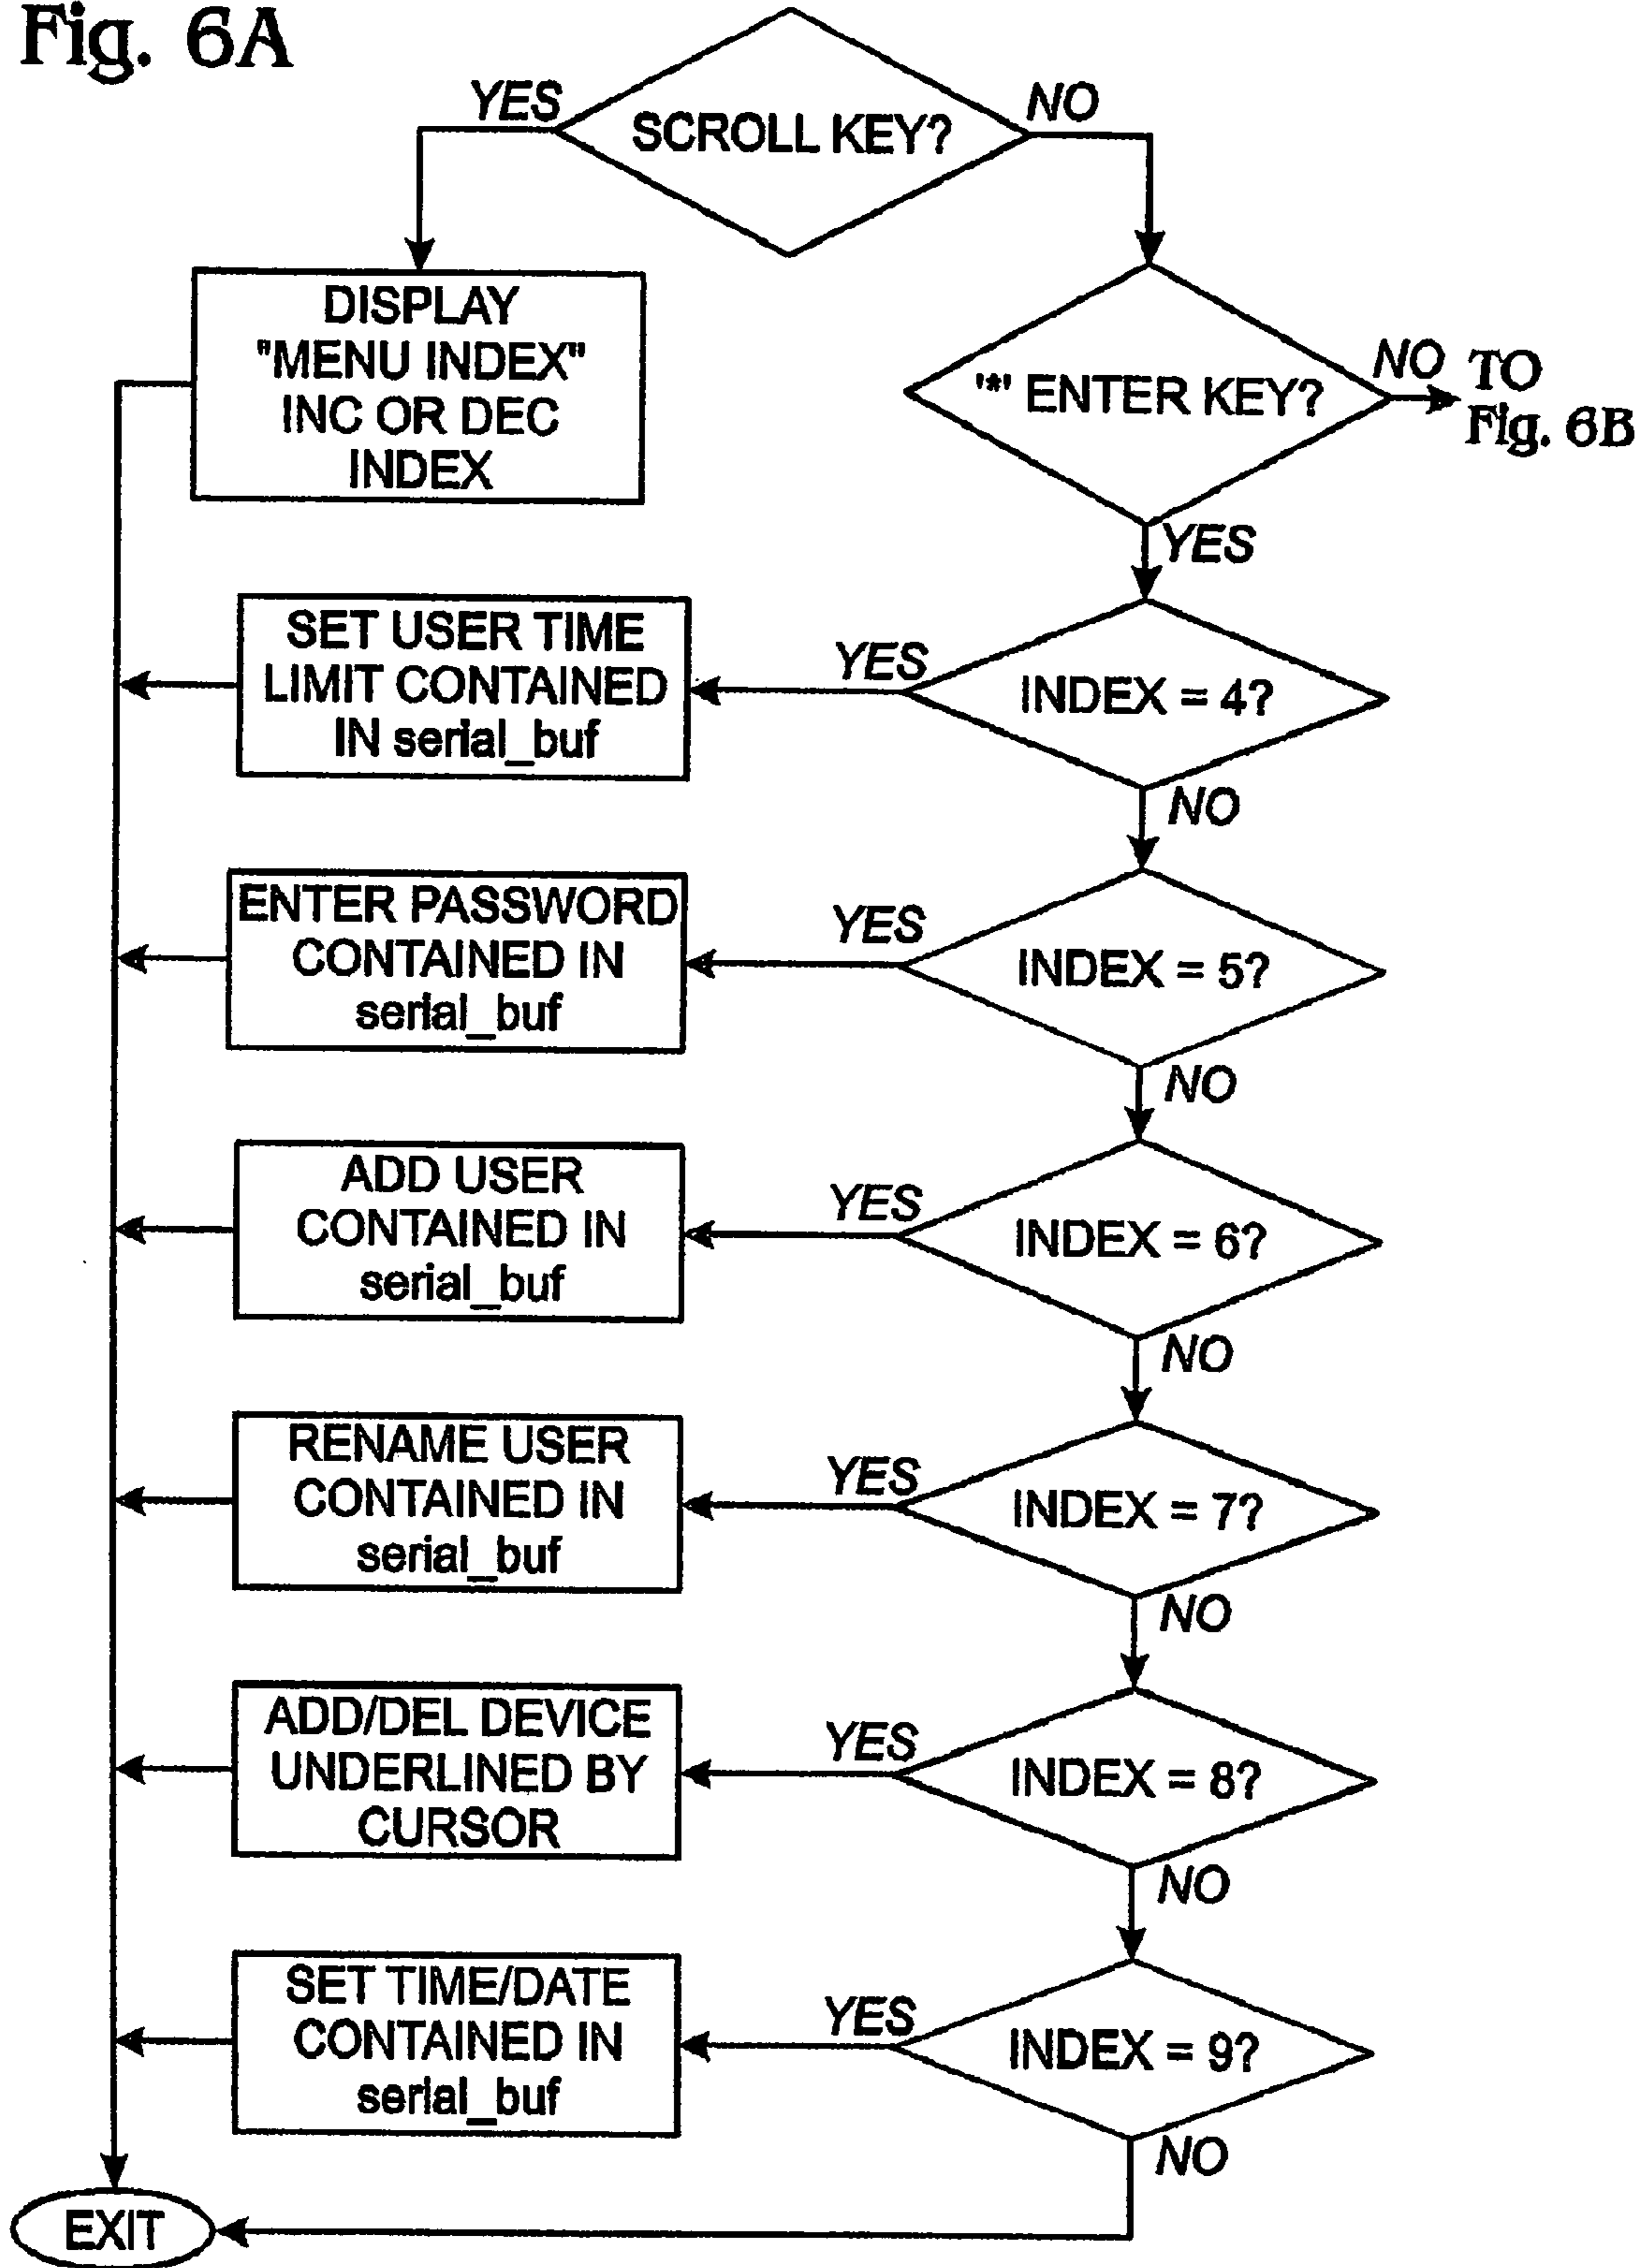 Fig. 6A
YES
SCROLL KEY?
NO
DISPLAY
"MENU INDEX"
INC OR DEC
INDEX
'*' ENTER KEY?
NO
TO
Fig. 6B
YES
SET USER TIME
LIMIT CONTAINED
IN serial_buf
YES
INDEX = 4?
NO
ENTER PASSWORD
CONTAINED IN
serial_buf
YES
INDEX = 5?
NO
ADD USER
CONTAINED IN
serial_buf
YES
INDEX = 6?
NO
RENAME USER
CONTAINED IN
serial_buf
YES
INDEX = 7?
NO
ADD/DEL DEVICE
UNDERLINED BY
CURSOR
YES
INDEX = 8?
NO
SET TIME/DATE
CONTAINED IN
serial_buf
YES
INDEX = 9?
NO
EXIT